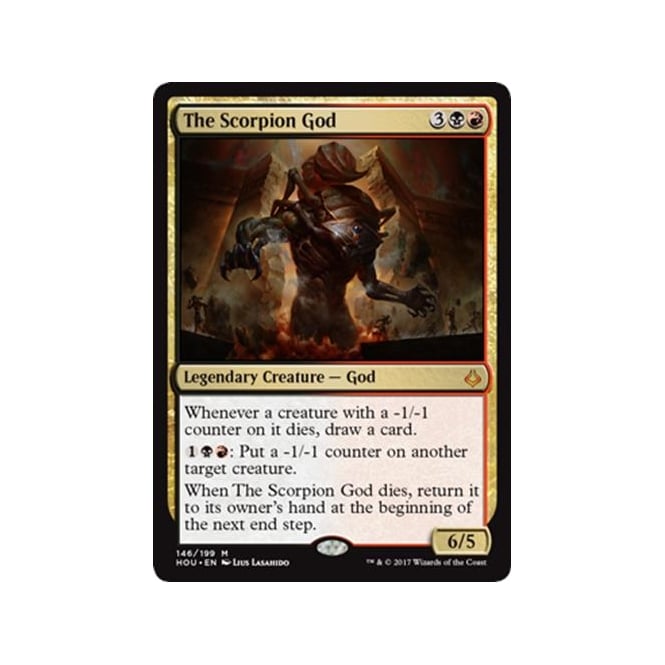 The Scorpion God 3
Legendary Creature — God
Whenever a creature with a -1/-1
counter on it dies, draw a card.
1 : Put a -1/-1 counter on another
target creature.
When The Scorpion God dies, return it
to its owner's hand at the beginning of
the next end step.
6/5
146/199 M
HOU • EN Lius Lasahido
™ & © 2017 Wizards of the Coast